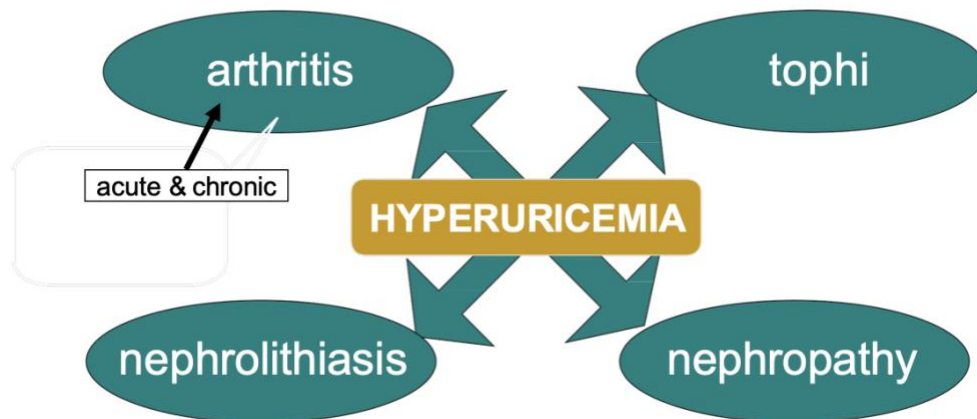 arthritis
tophi
acute & chronic
HYPERURICEMIA
nephrolithiasis
nephropathy